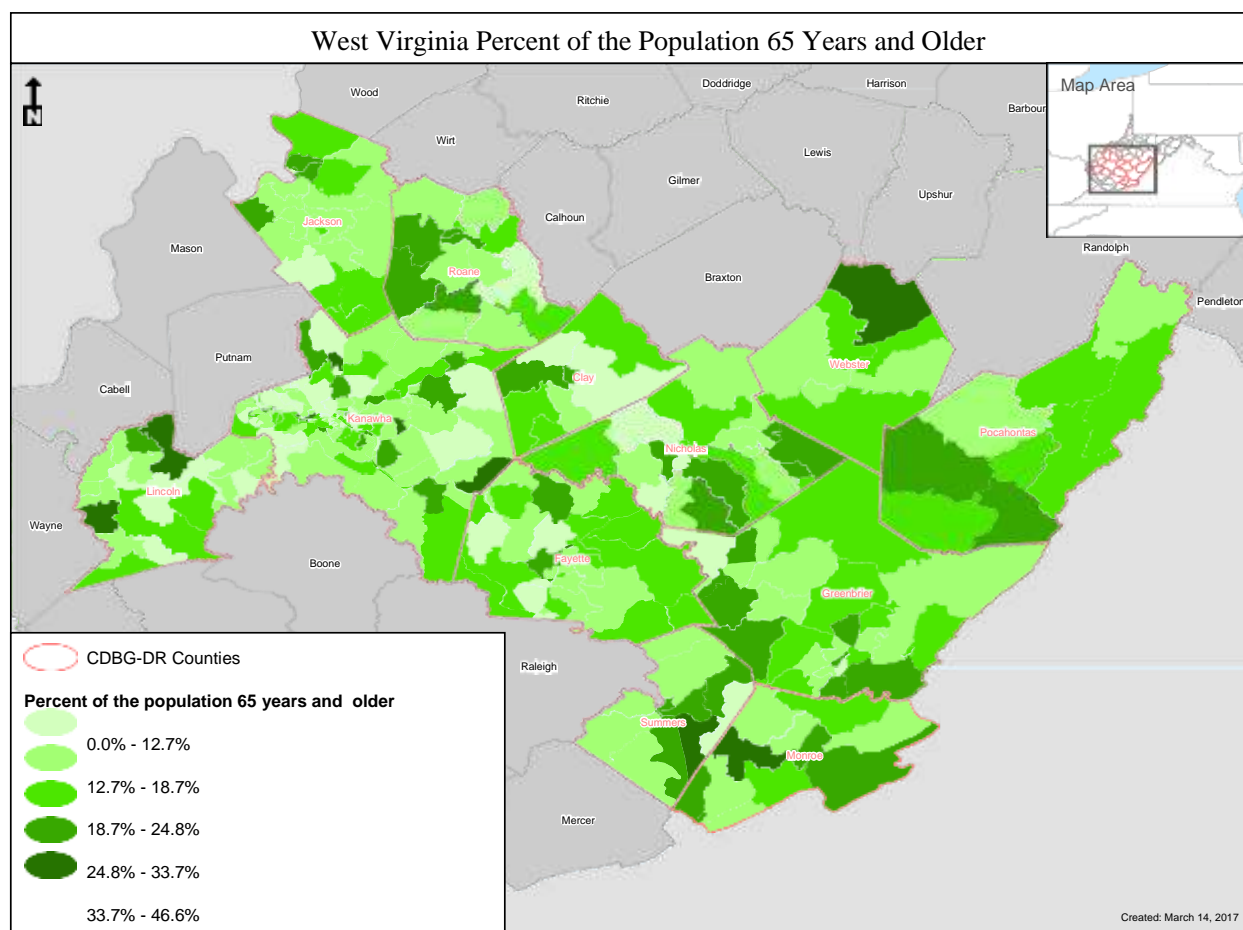 West Virginia Percent of the Population 65 Years and Older
N
Map Area
Wood
Ritchie
Doddridge
Harrison
Barbour
Wirt
Lewis
Gilmer
Upshur
Calhoun
Jackson
Mason
Roane
Randolph
Braxton
Pendleton
Putnam
Webster
Clay
Cabell
Kanawha
Pocahontas
Nicholas
Lincoln
Wayne
Boone
Fayette
Greenbrier
Raleigh
Summers
Monroe
Mercer
CDBG-DR Counties
Percent of the population 65 years and older
0.0% - 12.7%
12.7% - 18.7%
18.7% - 24.8%
24.8% - 33.7%
33.7% - 46.6%
Created: March 14, 2017